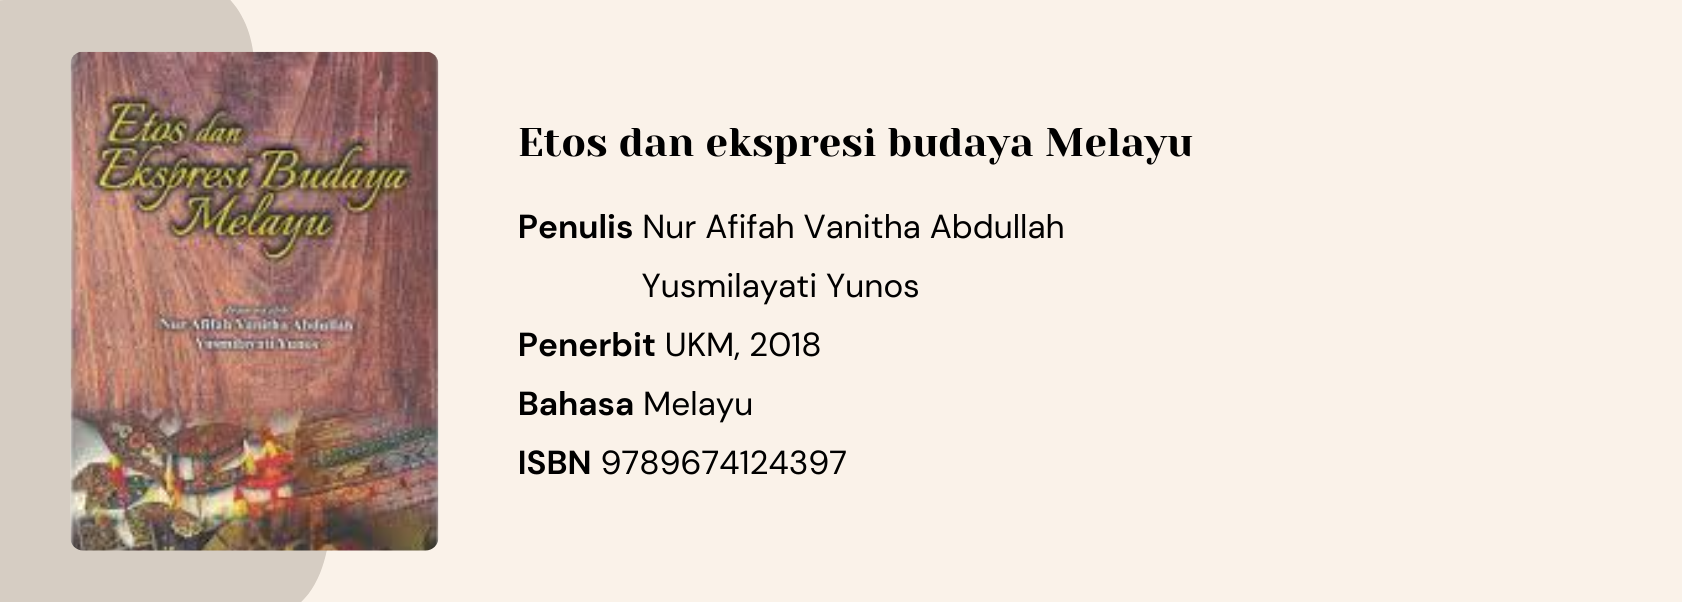 Etos dan
Ekspresi Budaya
Melayu
Nur Afifah Vanitha Abdullah
Yusmilayati Yunos
Etos dan ekspresi budaya Melayu
Penulis Nur Afifah Vanitha Abdullah
Yusmilayati Yunos
Penerbit UKM, 2018
Bahasa Melayu
ISBN 9789674124397